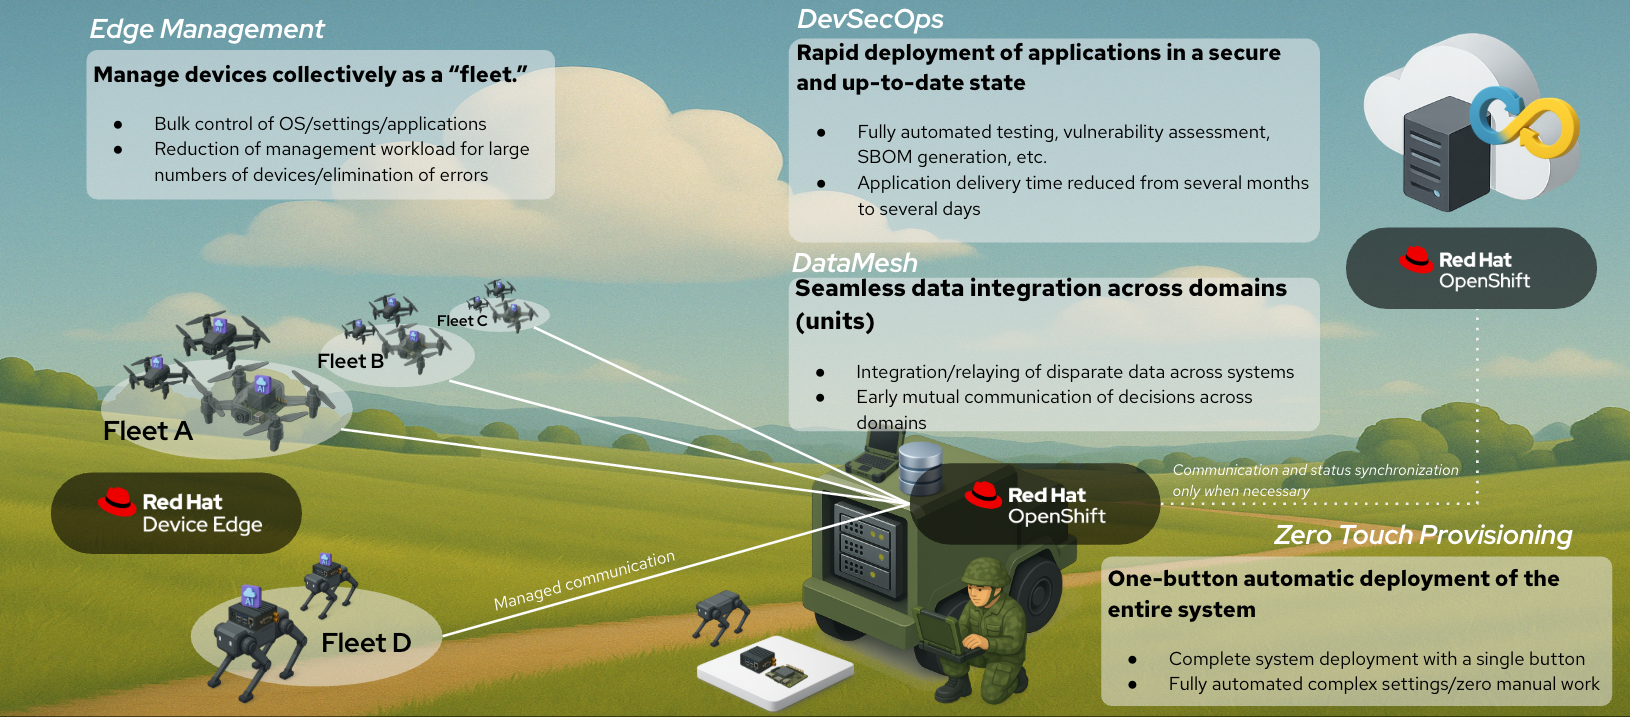 Edge Management
Manage devices collectively as a “fleet.”
● Bulk control of OS/settings/applications
● Reduction of management workload for large
numbers of devices/elimination of errors
DevSecOps
Rapid deployment of applications in a secure
and up-to-date state
● Fully automated testing, vulnerability assessment,
SBOM generation, etc.
● Application delivery time reduced from several months
to several days
Red Hat
OpenShift
DataMesh
Seamless data integration across domains
(units)
● Integration/relaying of disparate data across systems
● Early mutual communication of decisions across
domains
Fleet C
Fleet B
Fleet A
AI
AI
AI
Red Hat
Device Edge
Red Hat
OpenShift
Communication and status synchronization
only when necessary
Managed communication
AI
AI
Fleet D
Zero Touch Provisioning
One-button automatic deployment of the
entire system
● Complete system deployment with a single button
● Fully automated complex settings/zero manual work